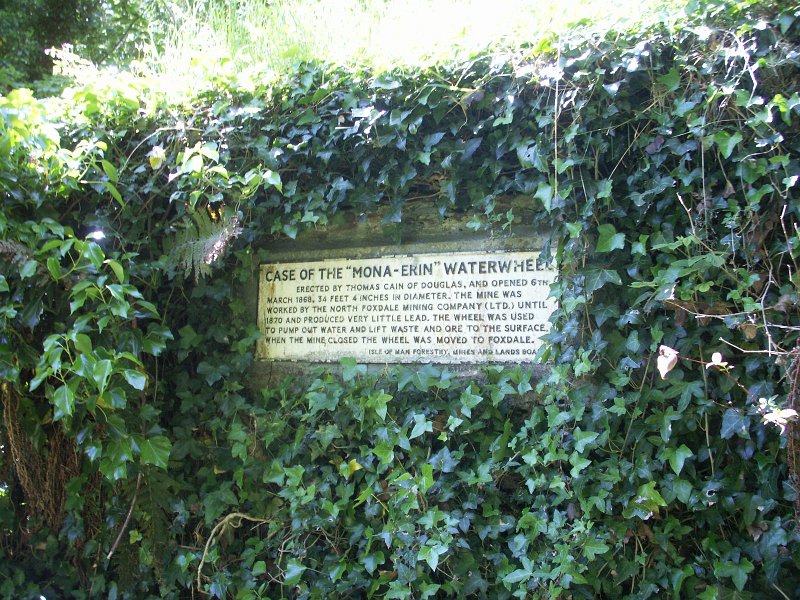 CASE OF THE "MONA-ERIN" WATERWHEEL
ERECTED BY THOMAS CAIN OF DOUGLAS, AND OPENED 6TH
MARCH 1868, 34 FEET 4 INCHES IN DIAMETER. THE MINE WAS
WORKED BY THE NORTH FOXDALE MINING COMPANY (LTD.) UNTIL
1870 AND PRODUCED VERY LITTLE LEAD. THE WHEEL WAS USED
TO PUMP OUT WATER AND LIFT WASTE AND ORE TO THE SURFACE.
WHEN THE MINE CLOSED THE WHEEL WAS MOVED TO FOXDALE.
ISLE OF MAN FORESTRY, MINES AND LANDS BOA